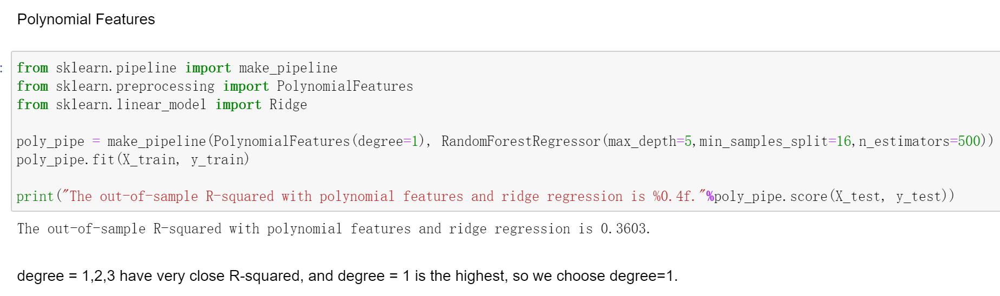 Polynomial Features
:
from sklearn.pipeline import make_pipeline
from sklearn.preprocessing import PolynomialFeatures
from sklearn.linear_model import Ridge
poly_pipe = make_pipeline(PolynomialFeatures(degree=1), RandomForestRegressor(max_depth=5,min_samples_split=16,n_estimators=500))
poly_pipe.fit(X_train, y_train)
print("The out-of-sample R-squared with polynomial features and ridge regression is %0.4f."%poly_pipe.score(X_test, y_test))
The out-of-sample R-squared with polynomial features and ridge regression is 0.3603.
degree = 1,2,3 have very close R-squared, and degree = 1 is the highest, so we choose degree=1.